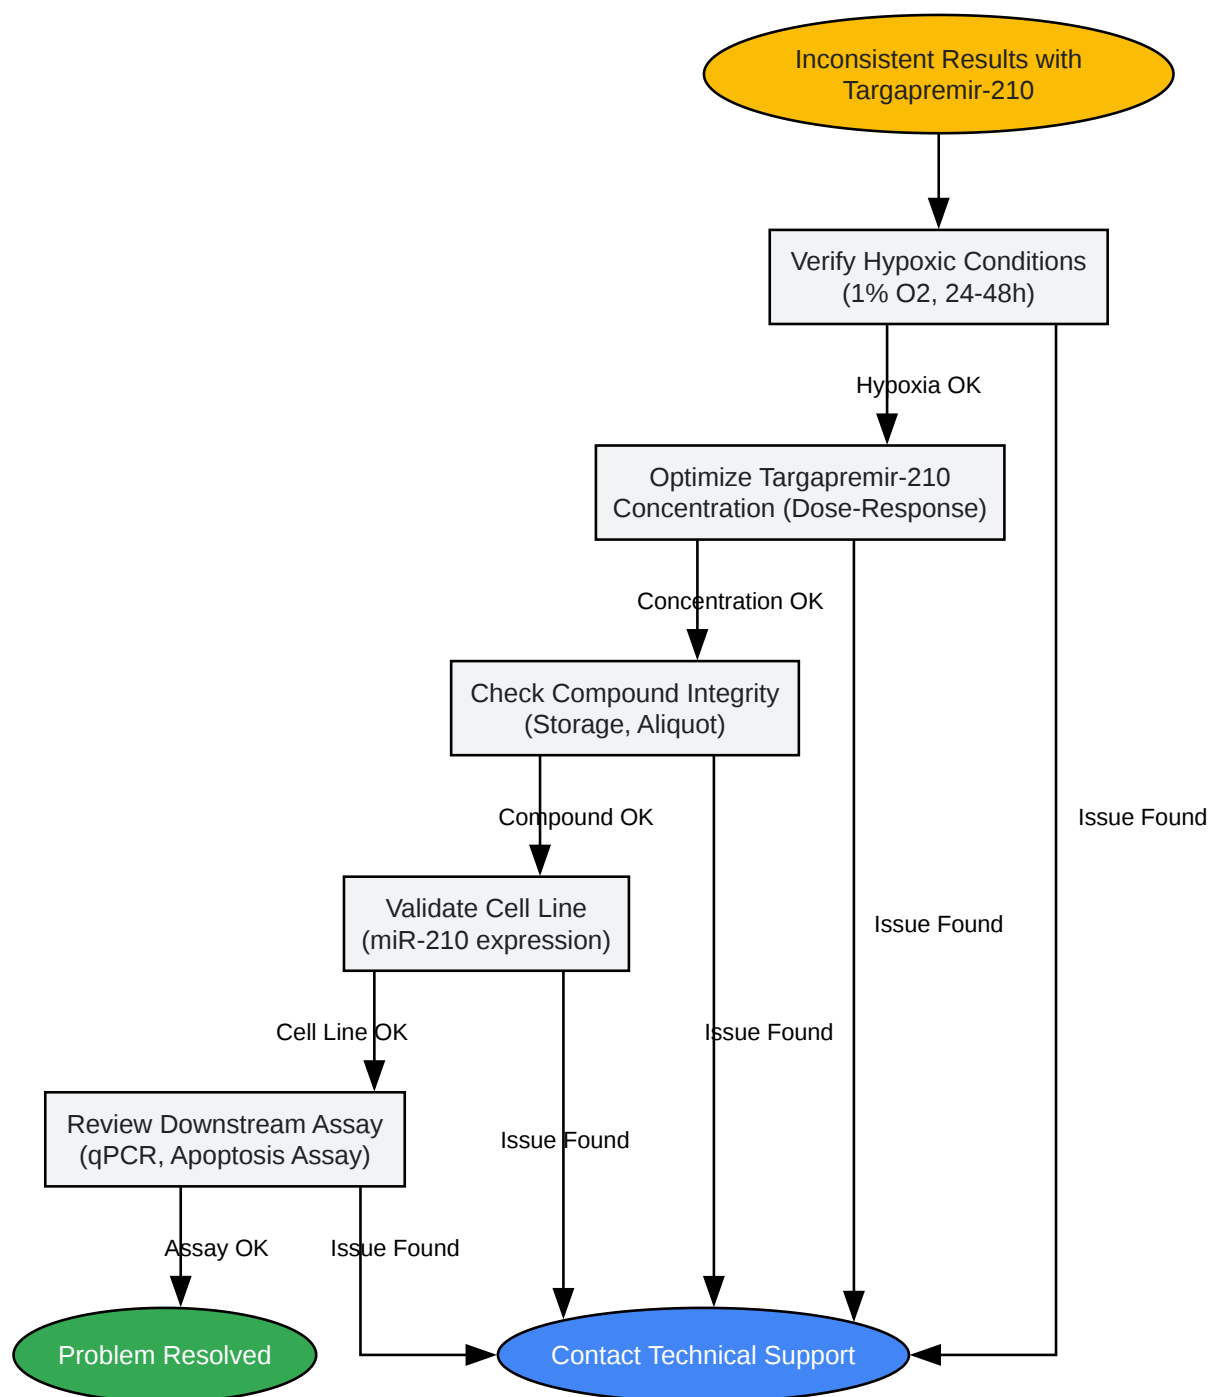 Inconsistent Results with
Targapremir-210
Verify Hypoxic Conditions
(1% O2, 24-48h)
Hypoxia OK
Optimize Targapremir-210
Concentration (Dose-Response)
Concentration OK
Check Compound Integrity
(Storage, Aliquot)
Compound OK
Issue Found
Validate Cell Line
(miR-210 expression)
Issue Found
Cell Line OK
Issue Found
Review Downstream Assay
(qPCR, Apoptosis Assay)
Issue Found
Assay OK
Issue Found
Problem Resolved
Contact Technical Support